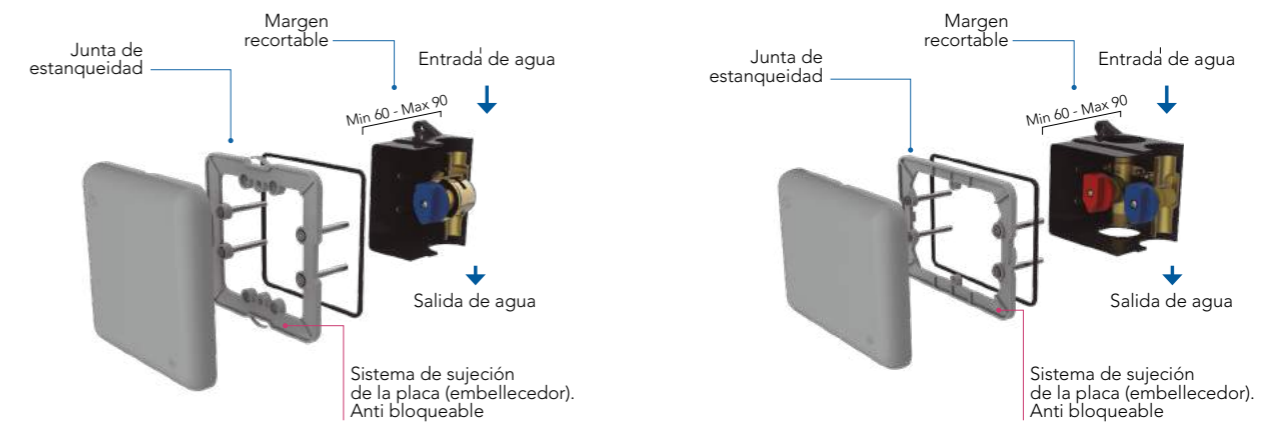 Margen
recortable
Junta de
estanqueidad
Entrada de agua
Min 60 - Max 90
Salida de agua
Sistema de sujeción
de la placa (embellecedor).
Anti bloqueable
Margen
recortable
Junta de
estanqueidad
Entrada de agua
Min 60 - Max 90
Salida de agua
Sistema de sujeción
de la placa (embellecedor).
Anti bloqueable